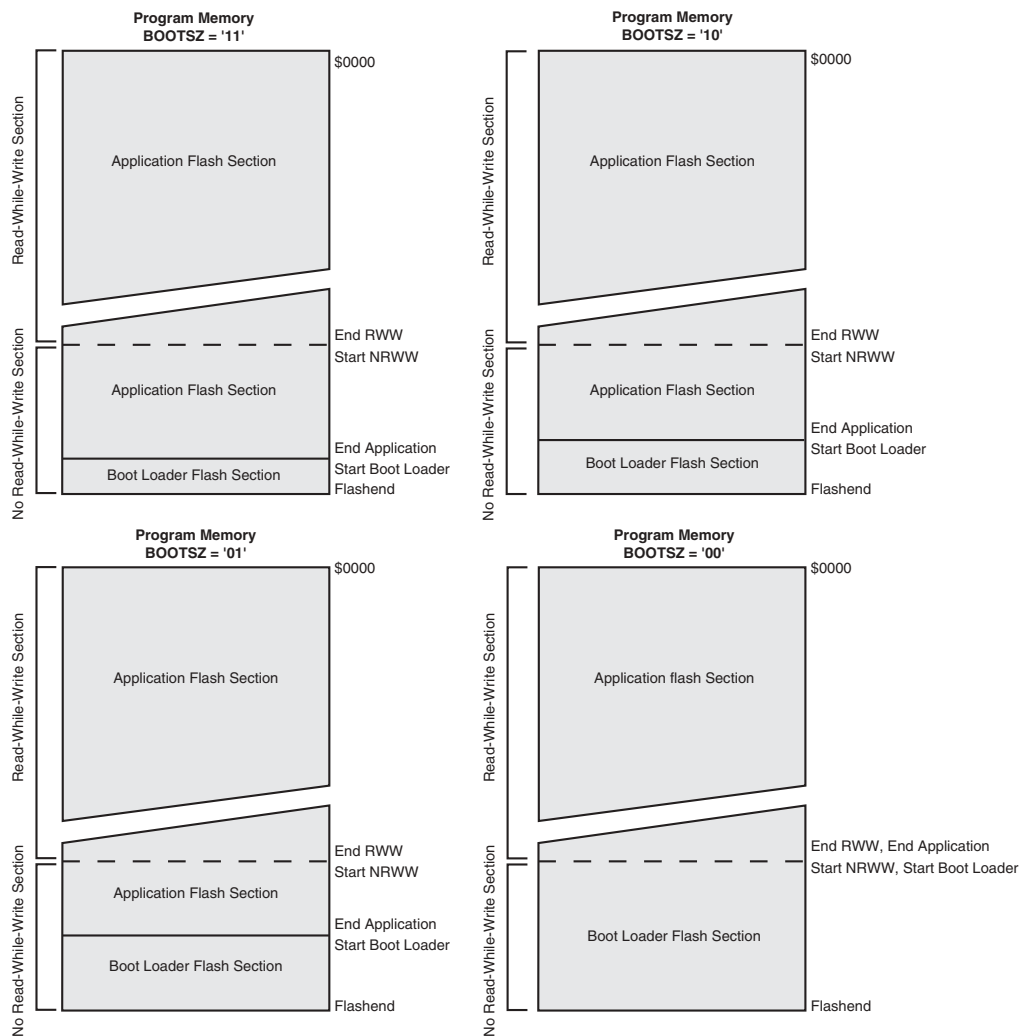 Program Memory
BOOTSZ = '11'
$0000
Read-While-Write Section
Application Flash Section
End RWW
Start NRWW
No Read-While-Write Section
Application Flash Section
End Application
Start Boot Loader
Boot Loader Flash Section
Flashend
Program Memory
BOOTSZ = '10'
$0000
Read-While-Write Section
Application Flash Section
End RWW
Start NRWW
No Read-While-Write Section
Application Flash Section
End Application
Start Boot Loader
Boot Loader Flash Section
Flashend
Program Memory
BOOTSZ = '01'
$0000
Read-While-Write Section
Application Flash Section
End RWW
Start NRWW
No Read-While-Write Section
Application Flash Section
End Application
Start Boot Loader
Boot Loader Flash Section
Flashend
Program Memory
BOOTSZ = '00'
$0000
Read-While-Write Section
Application flash Section
End RWW, End Application
Start NRWW, Start Boot Loader
No Read-While-Write Section
Boot Loader Flash Section
Flashend